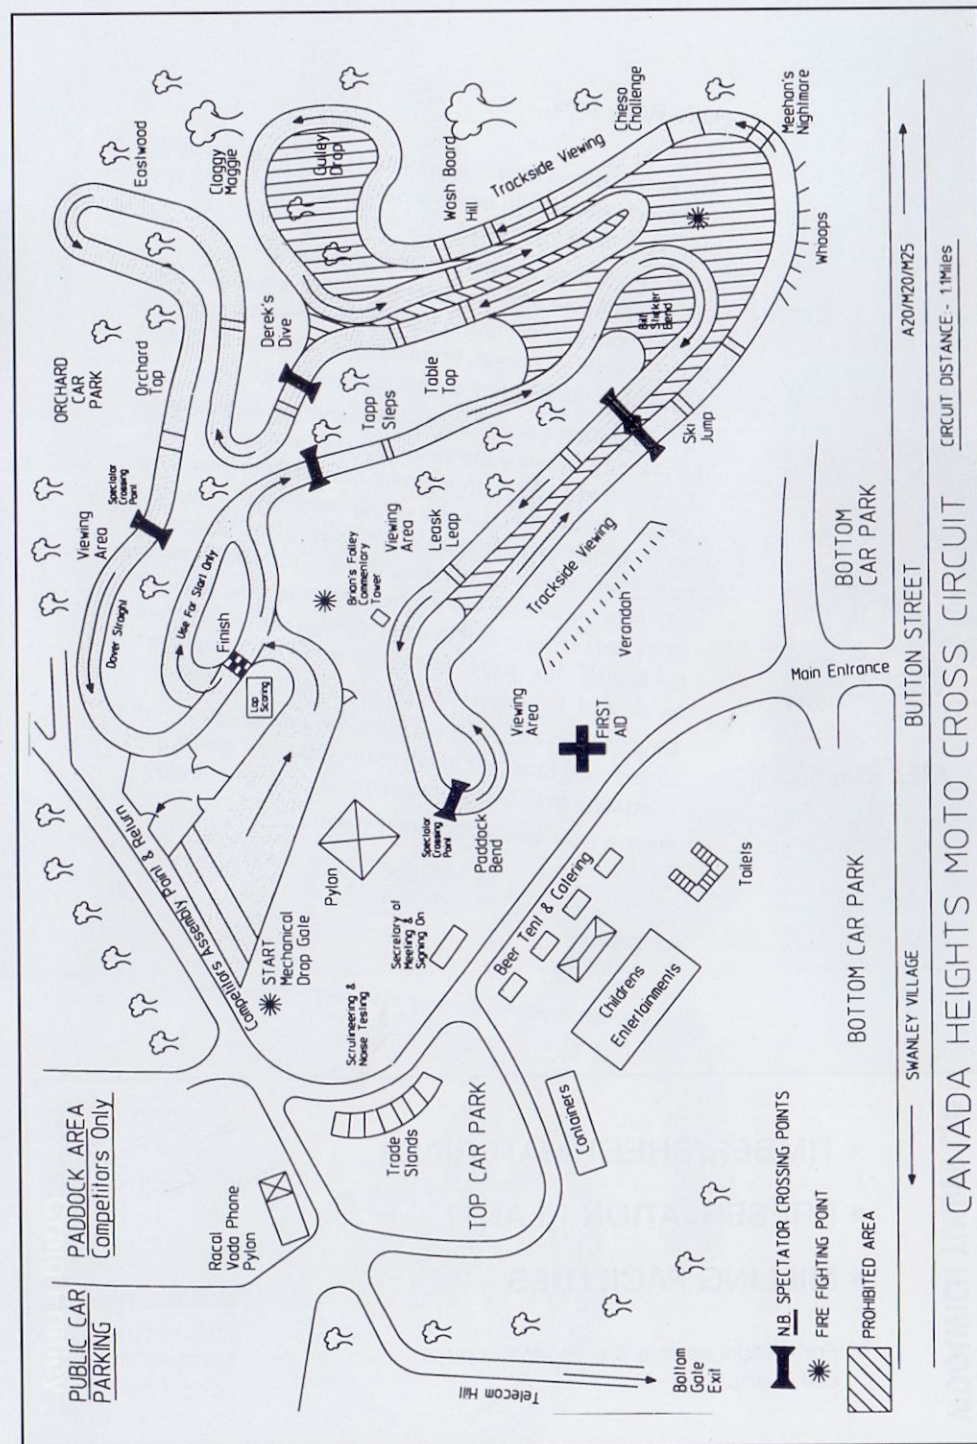 PUBLIC CAR
PARKING
PADDOCK AREA
Competitors Only
ORCHARD
CAR
PARK
Eastwood
Viewing
Area
Spectator
Crossing
Point
Orchard
Top
Dover Straight
Use For Start Only
Finish
Lap
Scoring
Competitors Assembly Point & Return
START
Mechanical
Drop Gate
Racal
Voda Phone
Pylon
Claggy
Maggie
Derek's
Dive
Gulley
Drop
Pylon
Brian's Folley
Commentary
Tower
Tapp
Steps
Viewing
Area
Leask
Leap
Table
Top
Wash Board
Hill
Trackside Viewing
Chieso
Challenge
Meehan's
Nightmare
Whoops
Slacker
Bend
Ski
Jump
Trackside Viewing
Verandah
Viewing
Area
FIRST
AID
Spectator
Crossing
Point
Paddock
Bend
Secretary of
Meeting &
Signing On
Scrutineering &
Noise Testing
Trade
Stands
TOP CAR PARK
Containers
Beer Tent & Catering
Childrens
Entertainments
Toilets
Telecom Hill
Bottom
Gate
Exit
Main Entrance
BOTTOM
CAR PARK
BOTTOM CAR PARK
N.B. SPECTATOR CROSSING POINTS
FIRE FIGHTING POINT
PROHIBITED AREA
SWANLEY VILLAGE
BUTTON STREET
A20/M20/M25
CANADA HEIGHTS MOTO CROSS CIRCUIT
CIRCUIT DISTANCE:- 1.1Miles